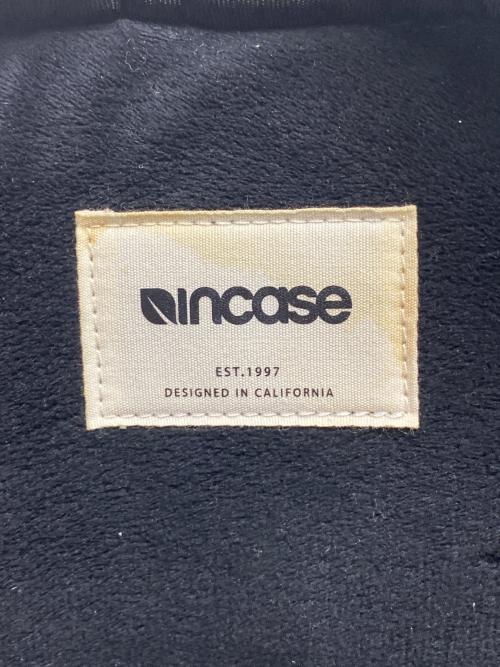 incase
EST.1997
DESIGNED IN CALIFORNIA